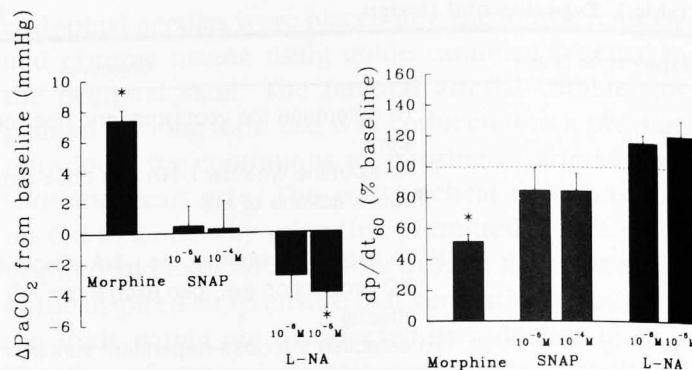 ΔPaCO₂ from baseline (mmHg)
10
8
6
4
2
0
-2
-4
-6
*
Morphine
10⁻⁵M 10⁻⁴M
SNAP
*
10⁻⁶M 10⁻⁵M
L-NA
dp/dt₆₀ (% baseline)
160
140
120
100
80
60
40
20
0
*
Morphine
10⁻⁵M 10⁻⁴M
SNAP
10⁻⁶M 10⁻⁵M
L-NA